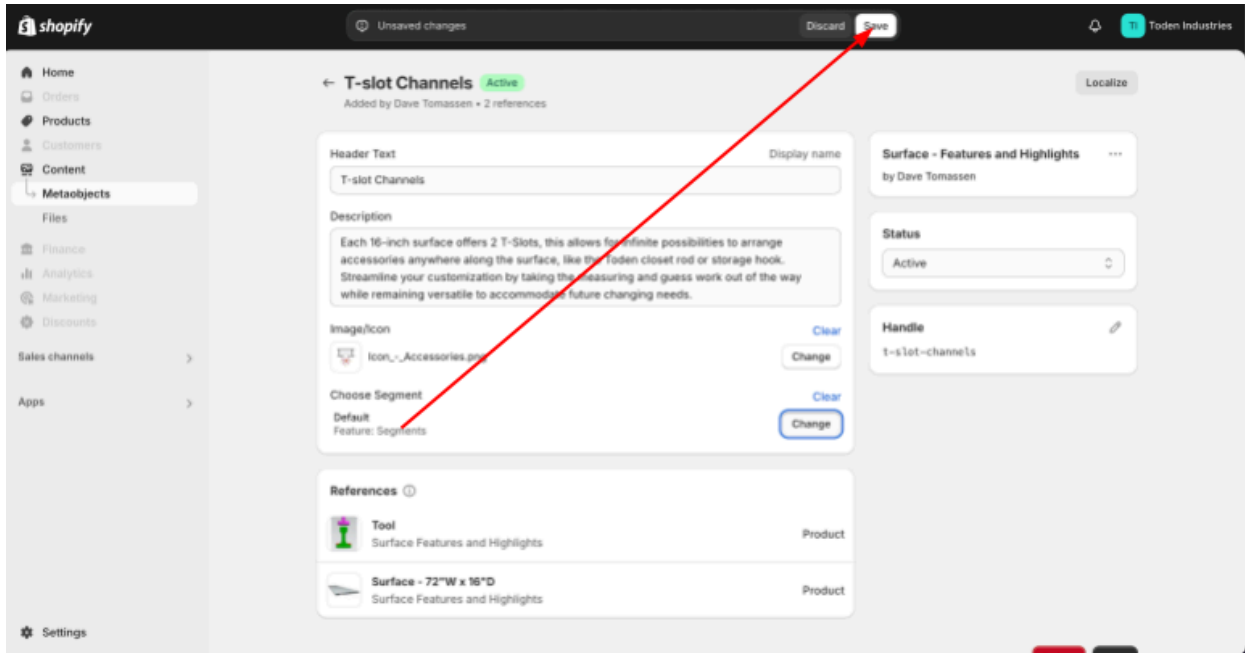 shopify
Unsaved changes
Discard
Save
TI
Toden Industries
Home
Orders
Products
Customers
Content
Metaobjects
Files
Finance
Analytics
Marketing
Discounts
Sales channels
Apps
Settings
T-slot Channels Active
Added by Dave Tomassen • 2 references
Localize
Header Text
Display name
T-slot Channels
Description
Each 16-inch surface offers 2 T-Slots, this allows for infinite possibilities to arrange
accessories anywhere along the surface, like the Toden closet rod or storage hook.
Streamline your customization by taking the measuring and guess work out of the way
while remaining versatile to accommodate future changing needs.
Image/Icon
Clear
Icon_-_Accessories.png
Change
Choose Segment
Clear
Default
Feature: Segments
Change
References
Tool
Surface Features and Highlights
Product
Surface - 72"W x 16"D
Surface Features and Highlights
Product
Surface - Features and Highlights
by Dave Tomassen
Status
Active
Handle
t-slot-channels